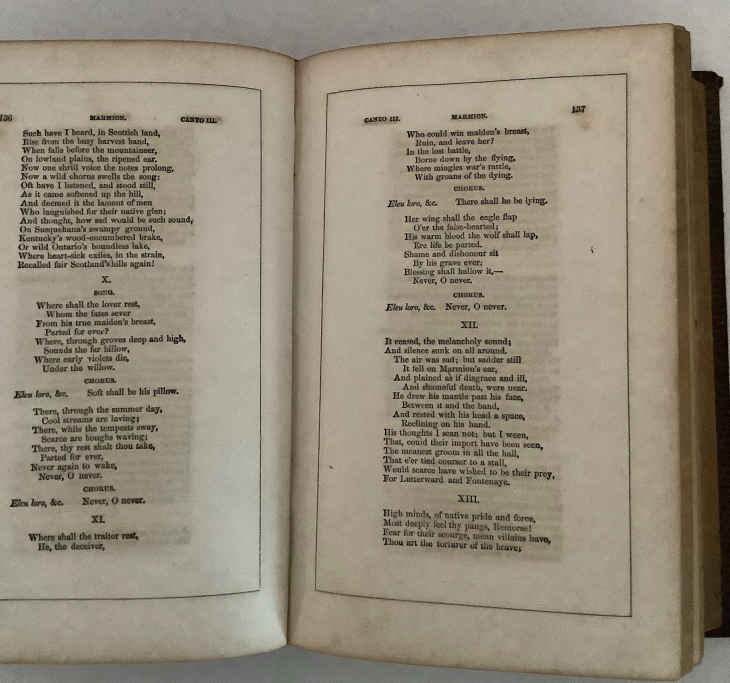 136 MARMION. CANTO III.
Such have I heard, in Scottish land,
Rise from the busy harvest band,
When falls before the mountaineer,
On lowland plains, the ripened ear.
Now one shrill voice the notes prolong,
Now a wild chorus swells the song:
Oft have I listened, and stood still,
As it came softened up the hill,
And deemed it the lament of men
Who languished for their native glen;
And thought, how sad would be such sound,
On Susquehana's swampy ground,
Kentucky's wood-encumbered brake,
Or wild Ontario's boundless lake,
Where heart-sick exiles, in the strain,
Recalled fair Scotland's hills again!
X.
SONG.
Where shall the lover rest,
Whom the fates sever
From his true maiden's breast,
Parted for ever?
Where, through groves deep and high,
Sounds the far billow,
Where early violets die,
Under the willow.
CHORUS.
Eleu loro, &c. Soft shall be his pillow.
There, through the summer day,
Cool streams are laving;
There, while the tempests sway,
Scarce are boughs waving;
There, thy rest shalt thou take,
Parted for ever,
Never again to wake,
Never, O never.
CHORUS.
Eleu loro, &c. Never, O never.
XI.
Where shall the traitor rest,
He, the deceiver,
CANTO III. MARMION. 137
Who could win maiden's breast,
Ruin, and leave her?
In the lost battle,
Borne down by the flying,
Where mingles war's rattle,
With groans of the dying.
CHORUS.
Eleu loro, &c. There shall he be lying.
Her wing shall the eagle flap
O'er the false-hearted;
His warm blood the wolf shall lap,
Ere life be parted.
Shame and dishonour sit
By his grave ever;
Blessing shall hallow it,—
Never, O never.
CHORUS.
Eleu loro, &c. Never, O never.
XII.
It ceased, the melancholy sound;
And silence sunk on all around.
The air was sad; but sadder still
It fell on Marmion's ear,
And plained as if disgrace and ill,
And shameful death, were near.
He drew his mantle past his face,
Between it and the band,
And rested with his head a space,
Reclining on his hand.
His thoughts I scan not; but I ween,
That, could their import have been seen,
The meanest groom in all the hall,
That e'er tied courser to a stall,
Would scarce have wished to be their prey,
For Lutterward and Fontenaye.
XIII.
High minds, of native pride and force,
Most deeply feel thy pangs, Remorse!
Fear for their scourge, mean villains have,
Thou art the torturer of the brave;